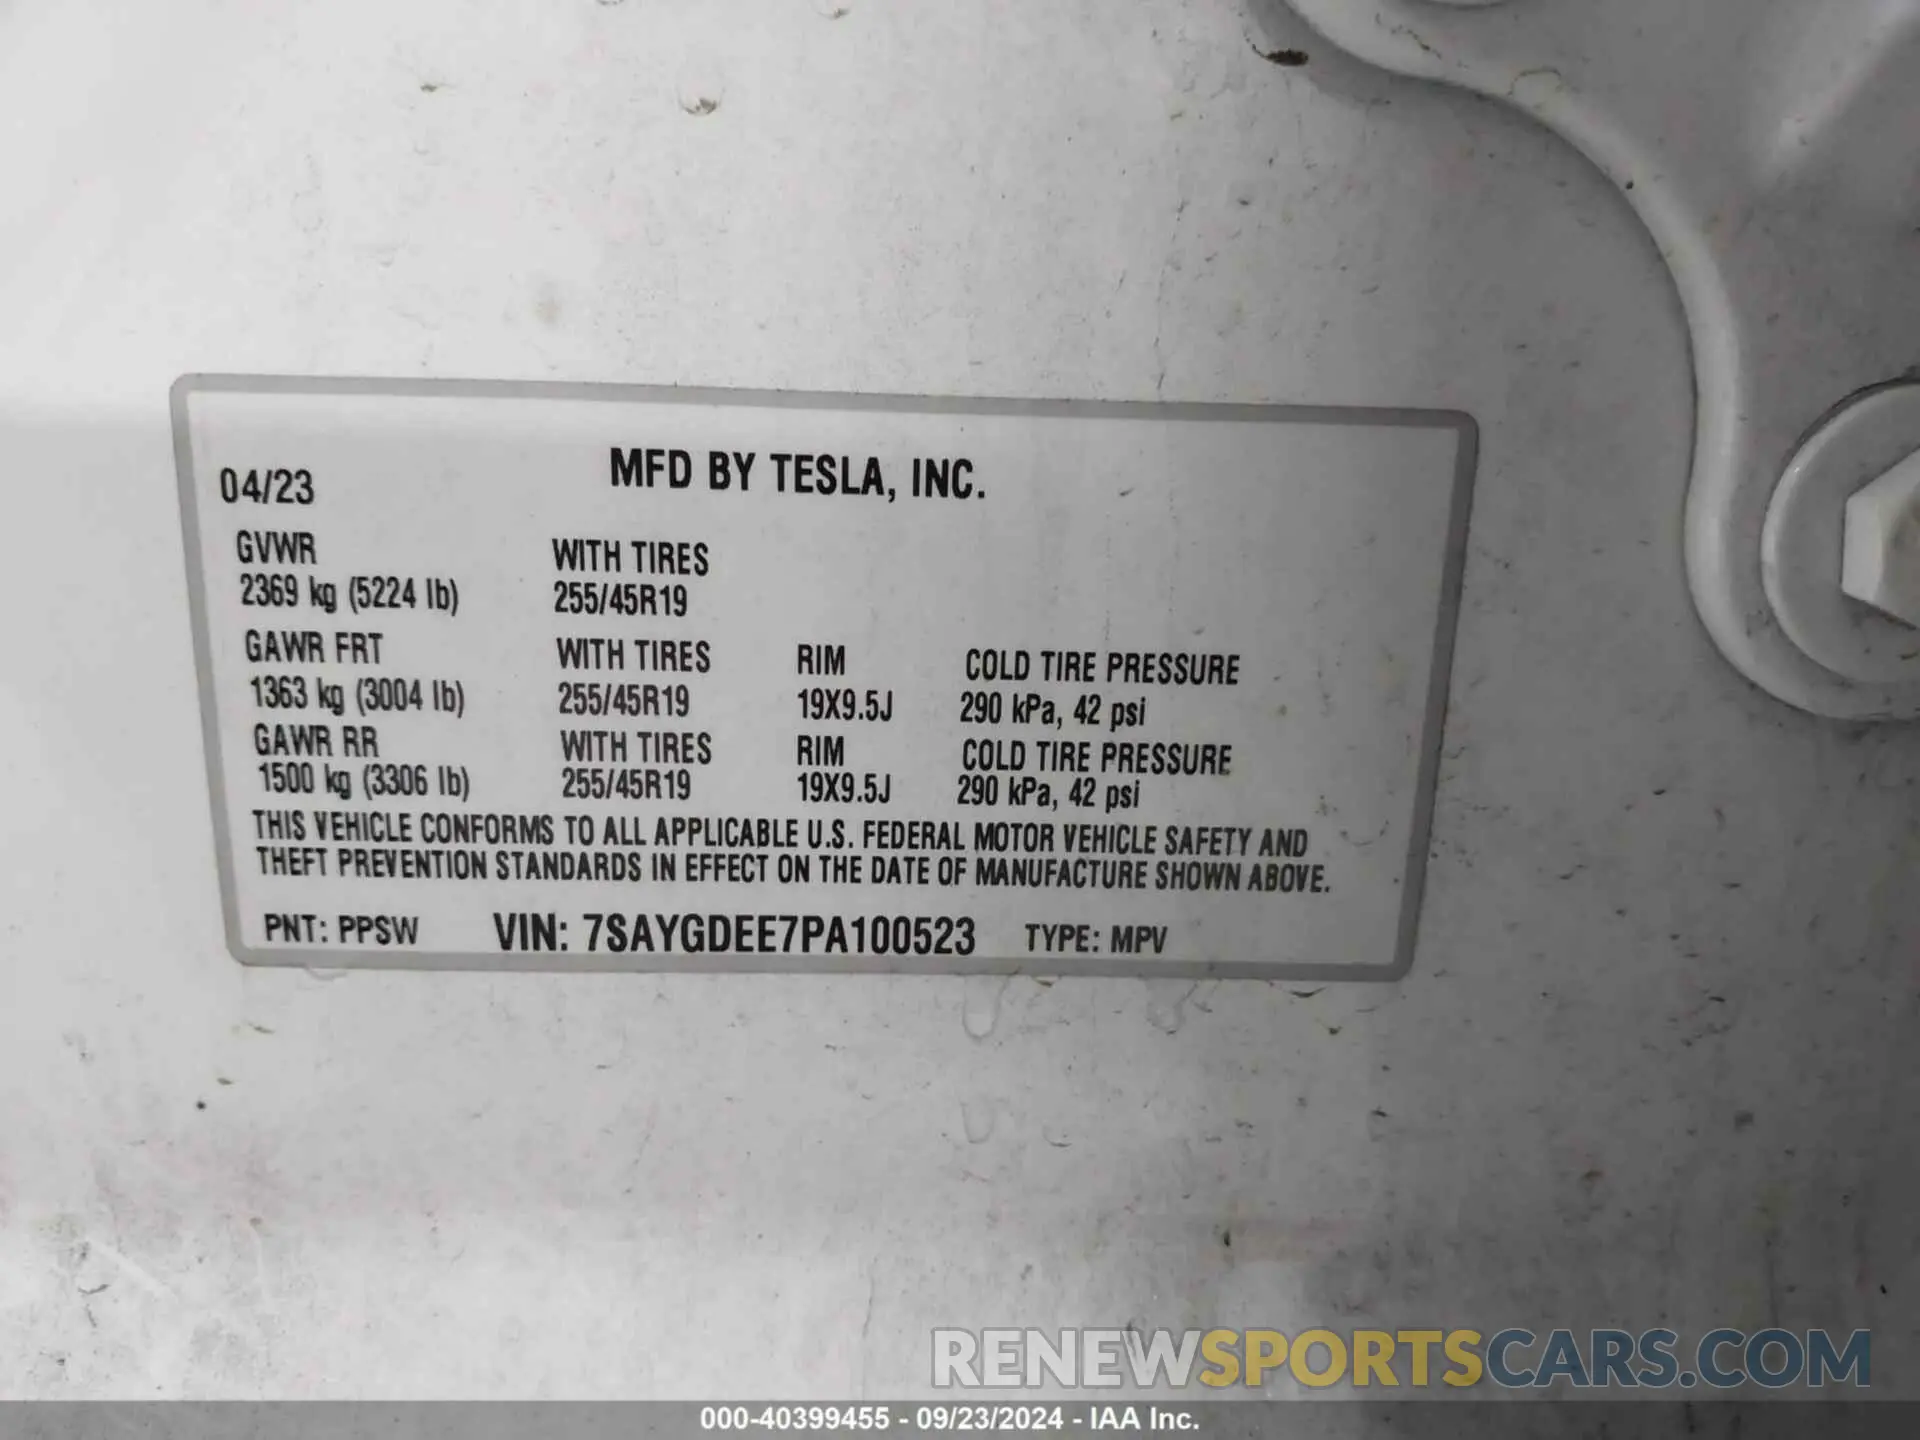 04/23 MFD BY TESLA, INC.
GVWR WITH TIRES
2369 kg (5224 lb) 255/45R19
GAWR FRT WITH TIRES RIM COLD TIRE PRESSURE
1363 kg (3004 lb) 255/45R19 19X9.5J 290 kPa, 42 psi
GAWR RR WITH TIRES RIM COLD TIRE PRESSURE
1500 kg (3306 lb) 255/45R19 19X9.5J 290 kPa, 42 psi
THIS VEHICLE CONFORMS TO ALL APPLICABLE U.S. FEDERAL MOTOR VEHICLE SAFETY AND
THEFT PREVENTION STANDARDS IN EFFECT ON THE DATE OF MANUFACTURE SHOWN ABOVE.
PNT: PPSW VIN: 7SAYGDEE7PA100523 TYPE: MPV
RENEWSPORTSCARS.COM
000-40399455 - 09/23/2024 - IAA Inc.